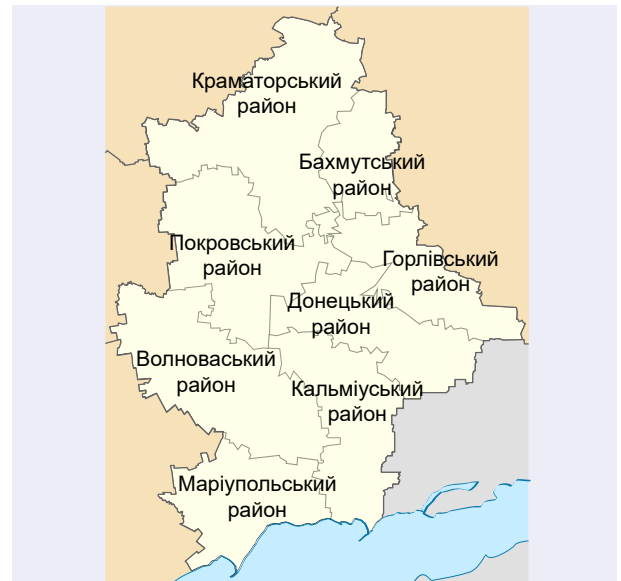 Краматорський
район
Бахмутський
район
Покровський
район
Горлівський
район
Донецький
район
Волноваський
район
Кальміуський
район
Маріупольський
район